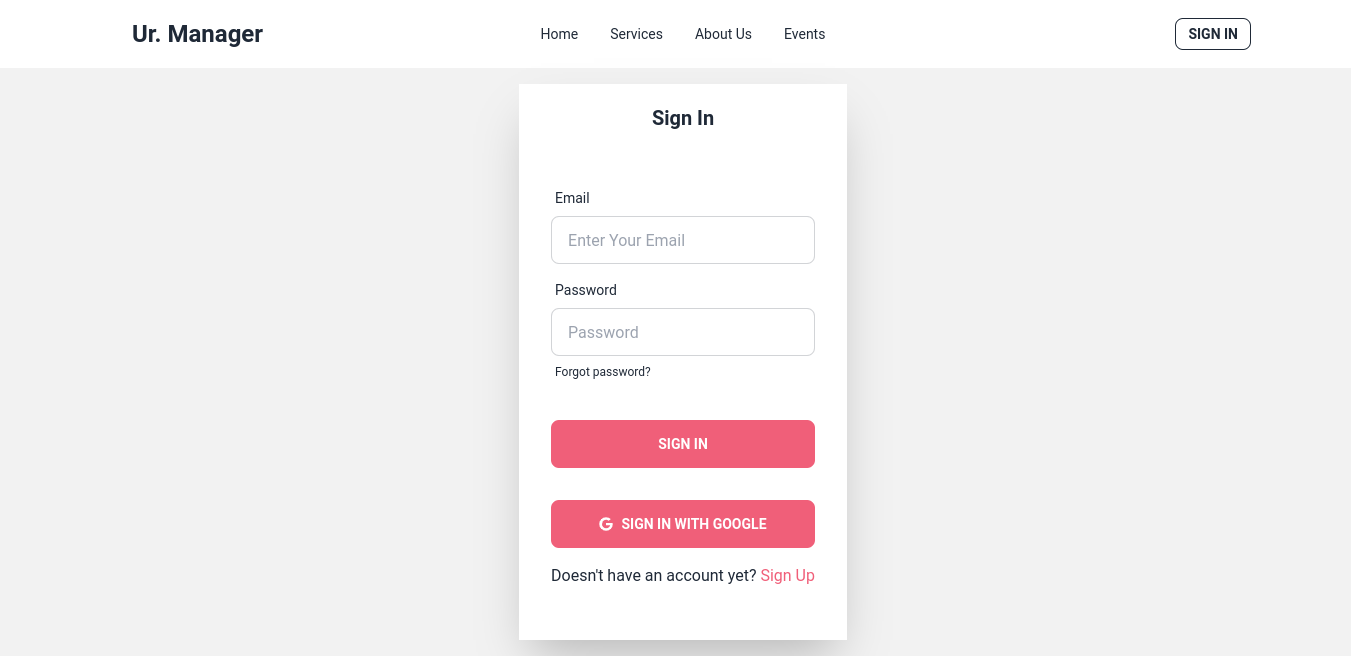 Ur. Manager
Home Services About Us Events
SIGN IN
Sign In
Email
Enter Your Email
Password
Password
Forgot password?
SIGN IN
SIGN IN WITH GOOGLE
Doesn't have an account yet? Sign Up